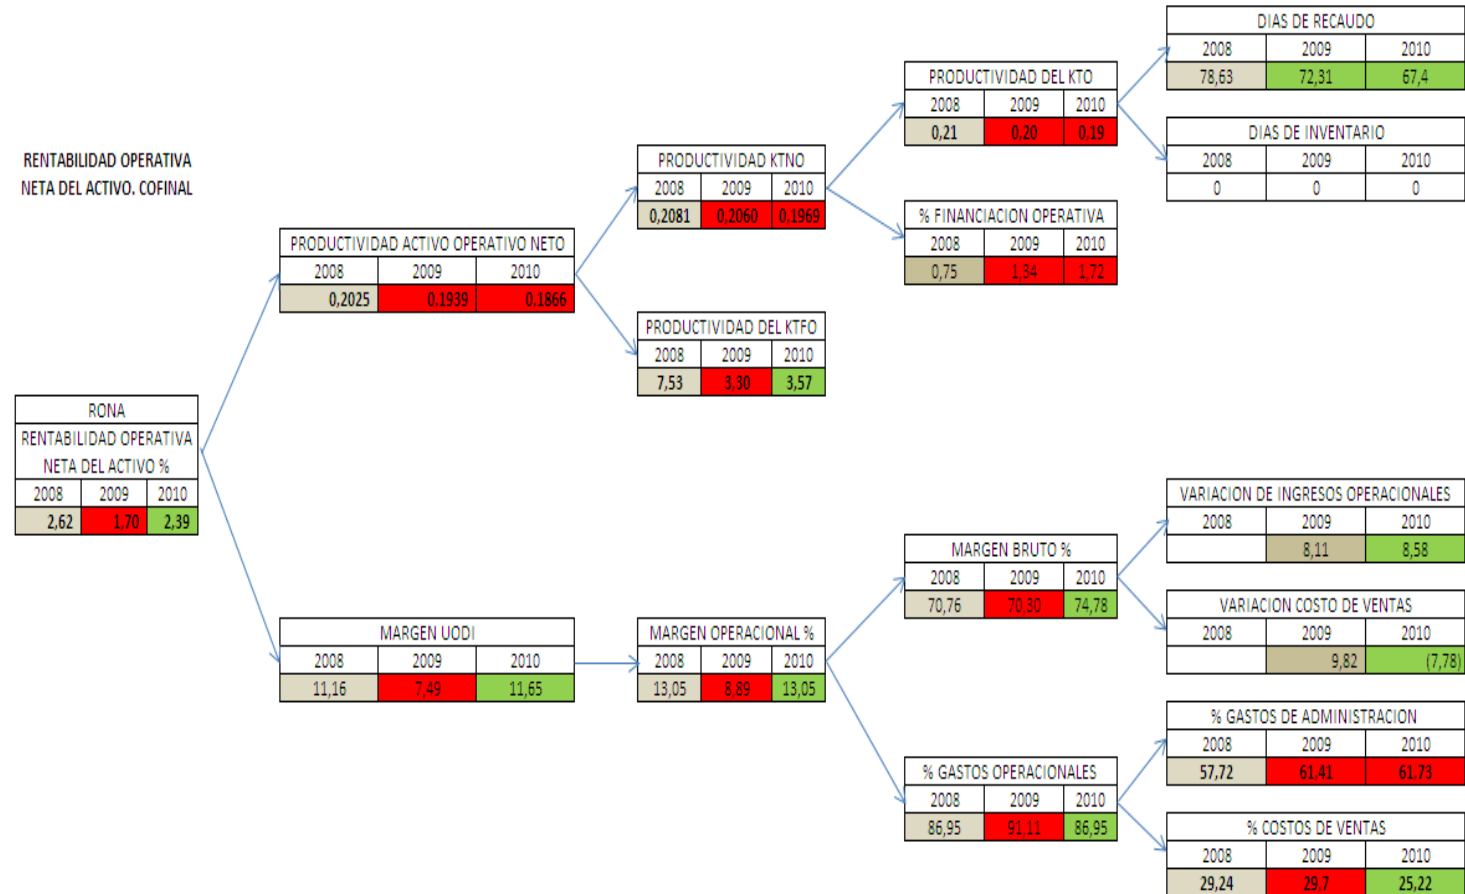 RENTABILIDAD OPERATIVA
NETA DEL ACTIVO. COFINAL
RONA
RENTABILIDAD OPERATIVA
NETA DEL ACTIVO %
2008 2009 2010
2,62 1,70 2,39
PRODUCTIVIDAD ACTIVO OPERATIVO NETO
2008 2009 2010
0,2025 0,1939 0,1866
MARGEN UODI
2008 2009 2010
11,16 7,49 11,65
PRODUCTIVIDAD KTNO
2008 2009 2010
0,2081 0,2060 0,1969
PRODUCTIVIDAD DEL KTFO
2008 2009 2010
7,53 3,30 3,57
MARGEN OPERACIONAL %
2008 2009 2010
13,05 8,89 13,05
PRODUCTIVIDAD DEL KTO
2008 2009 2010
0,21 0,20 0,19
% FINANCIACION OPERATIVA
2008 2009 2010
0,75 1,34 1,72
MARGEN BRUTO %
2008 2009 2010
70,76 70,30 74,78
% GASTOS OPERACIONALES
2008 2009 2010
86,95 91,11 86,95
DIAS DE RECAUDO
2008 2009 2010
78,63 72,31 67,4
DIAS DE INVENTARIO
2008 2009 2010
0 0 0
VARIACION DE INGRESOS OPERACIONALES
2008 2009 2010
8,11 8,58
VARIACION COSTO DE VENTAS
2008 2009 2010
9,82 (7,78)
% GASTOS DE ADMINISTRACION
2008 2009 2010
57,72 61,41 61,73
% COSTOS DE VENTAS
2008 2009 2010
29,24 29,7 25,22